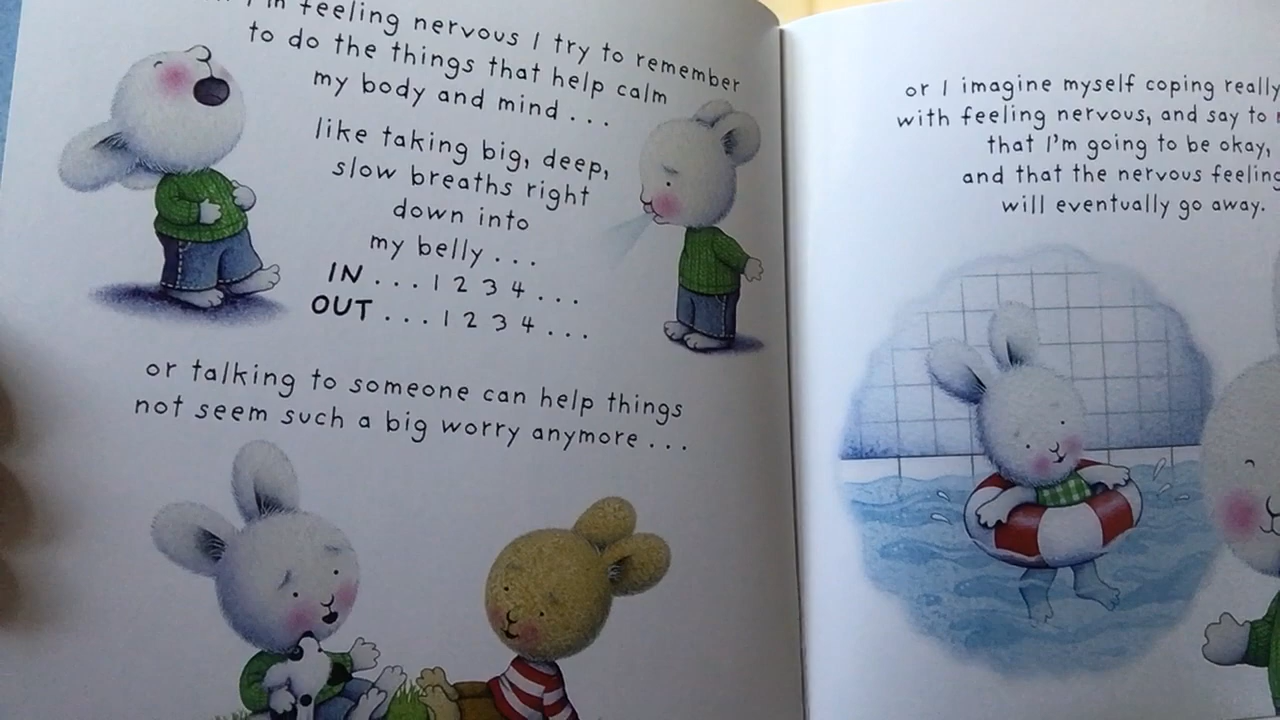 I'm feeling nervous I try to remember
to do the things that help calm
my body and mind . . .
like taking big, deep,
slow breaths right
down into
my belly . . .
IN . . . 1 2 3 4 . . .
OUT . . . 1 2 3 4 . . .
or talking to someone can help things
not seem such a big worry anymore . . .
or I imagine myself coping really
with feeling nervous, and say to
that I'm going to be okay,
and that the nervous feeling
will eventually go away.